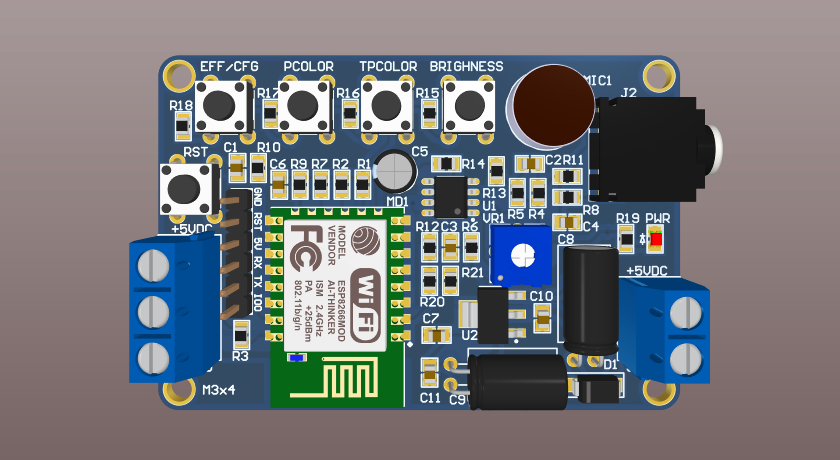 EFF/CFG
PCOLOR
TPCOLOR
BRIGHNESS
MIC1
J2
R18
R17
R16
R15
RST
C1
R10
C5
C6
R9
R7
R2
R1
R14
C2
R11
MD1
R13
U1
R5
R4
R8
C4
+5VDC
GND
RST
5V
RX
TX
IO0
VR1
R12
C3
R6
C8
R19
PWR
MODEL
VENDOR
ESP8266MOD
AI-THINKER
ISM 2.4GHz
PA +25dBm
802.11b/g/n
FC
WiFi
R21
R20
+5VDC
C10
C7
U2
R3
D1
C11
C9
M3x4